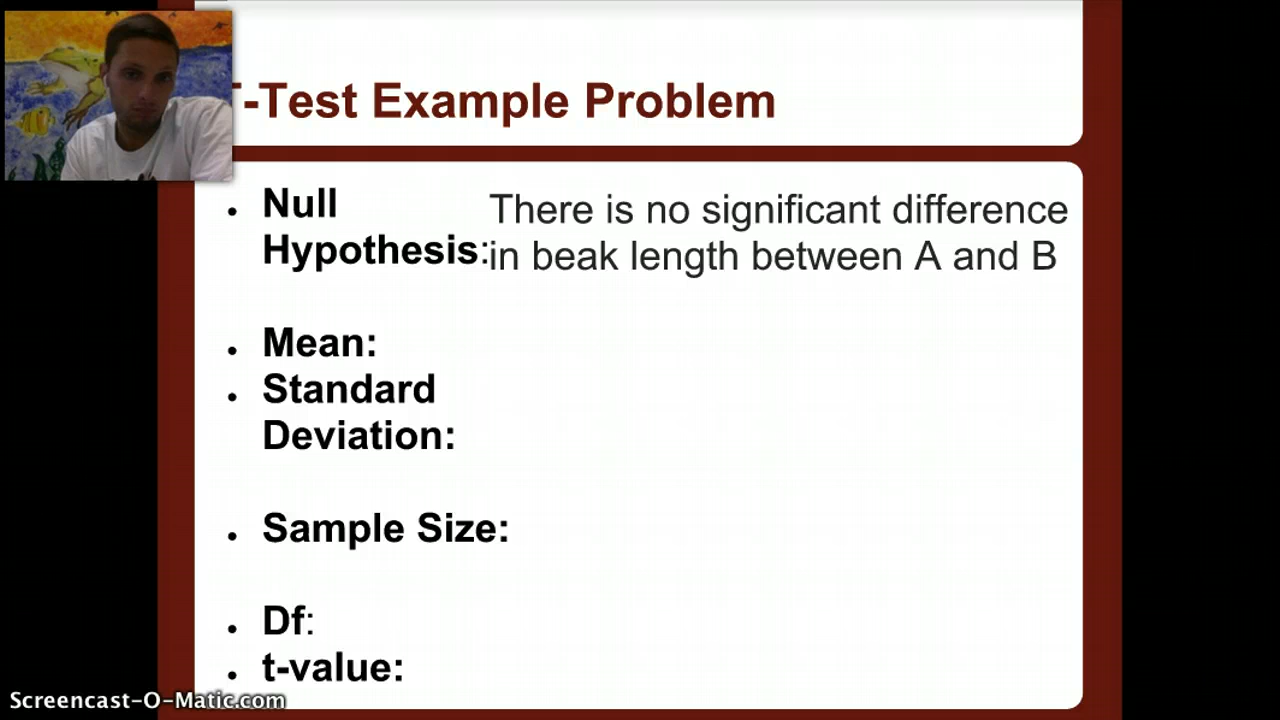 T-Test Example Problem
• Null
Hypothesis:
There is no significant difference
in beak length between A and B
• Mean:
• Standard
Deviation:
• Sample Size:
• Df:
• t-value:
Screencast-O-Matic.com